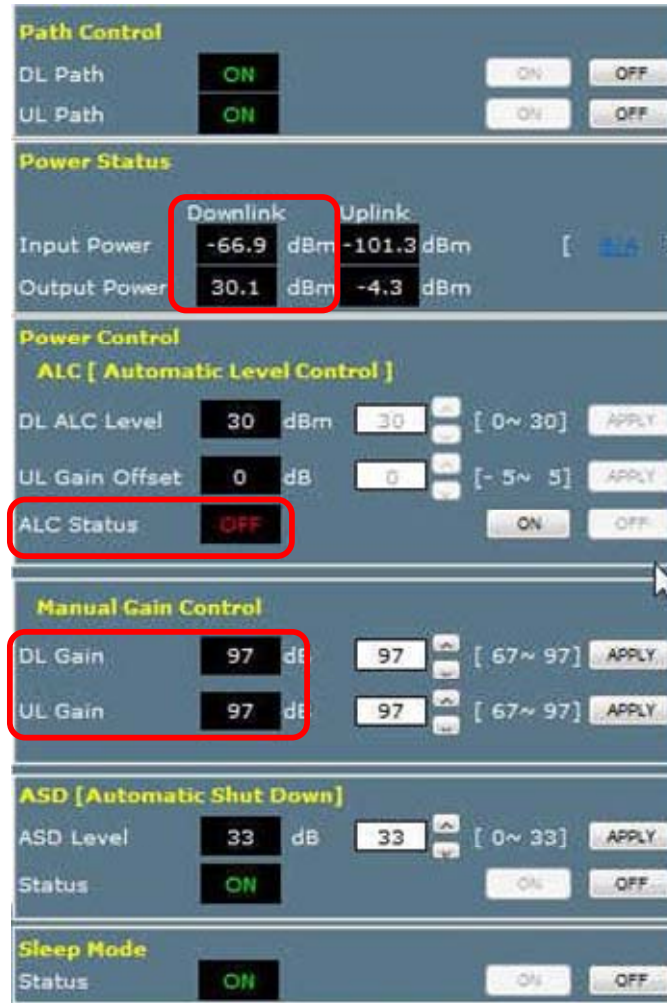 Path Control
DL Path ON ON OFF
UL Path ON ON OFF
Power Status
Downlink Uplink
Input Power -66.9 dBm -101.3 dBm [
Output Power 30.1 dBm -4.3 dBm
Power Control
ALC [ Automatic Level Control ]
DL ALC Level 30 dBm 30 [ 0~ 30] APPLY
UL Gain Offset 0 dB 0 [- 5~ 5] APPLY
ALC Status OFF ON OFF
Manual Gain Control
DL Gain 97 dB 97 [ 67~ 97] APPLY
UL Gain 97 dB 97 [ 67~ 97] APPLY
ASD [Automatic Shut Down]
ASD Level 33 dB 33 [ 0~ 33] APPLY
Status ON ON OFF
Sleep Mode
Status ON ON OFF